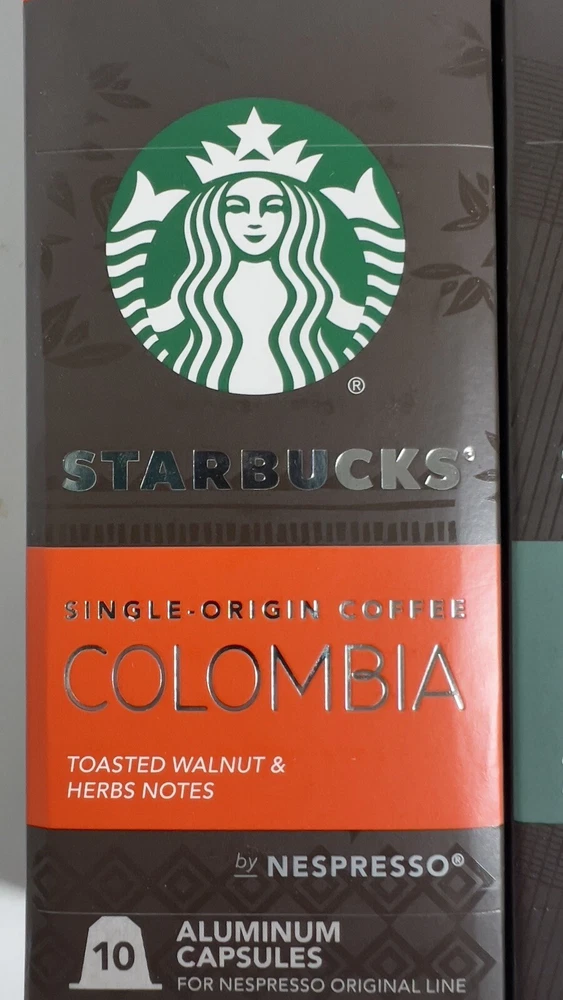 ®
STARBUCKS®
SINGLE-ORIGIN COFFEE
COLOMBIA
TOASTED WALNUT &
HERBS NOTES
by NESPRESSO®
10
ALUMINUM
CAPSULES
FOR NESPRESSO ORIGINAL LINE